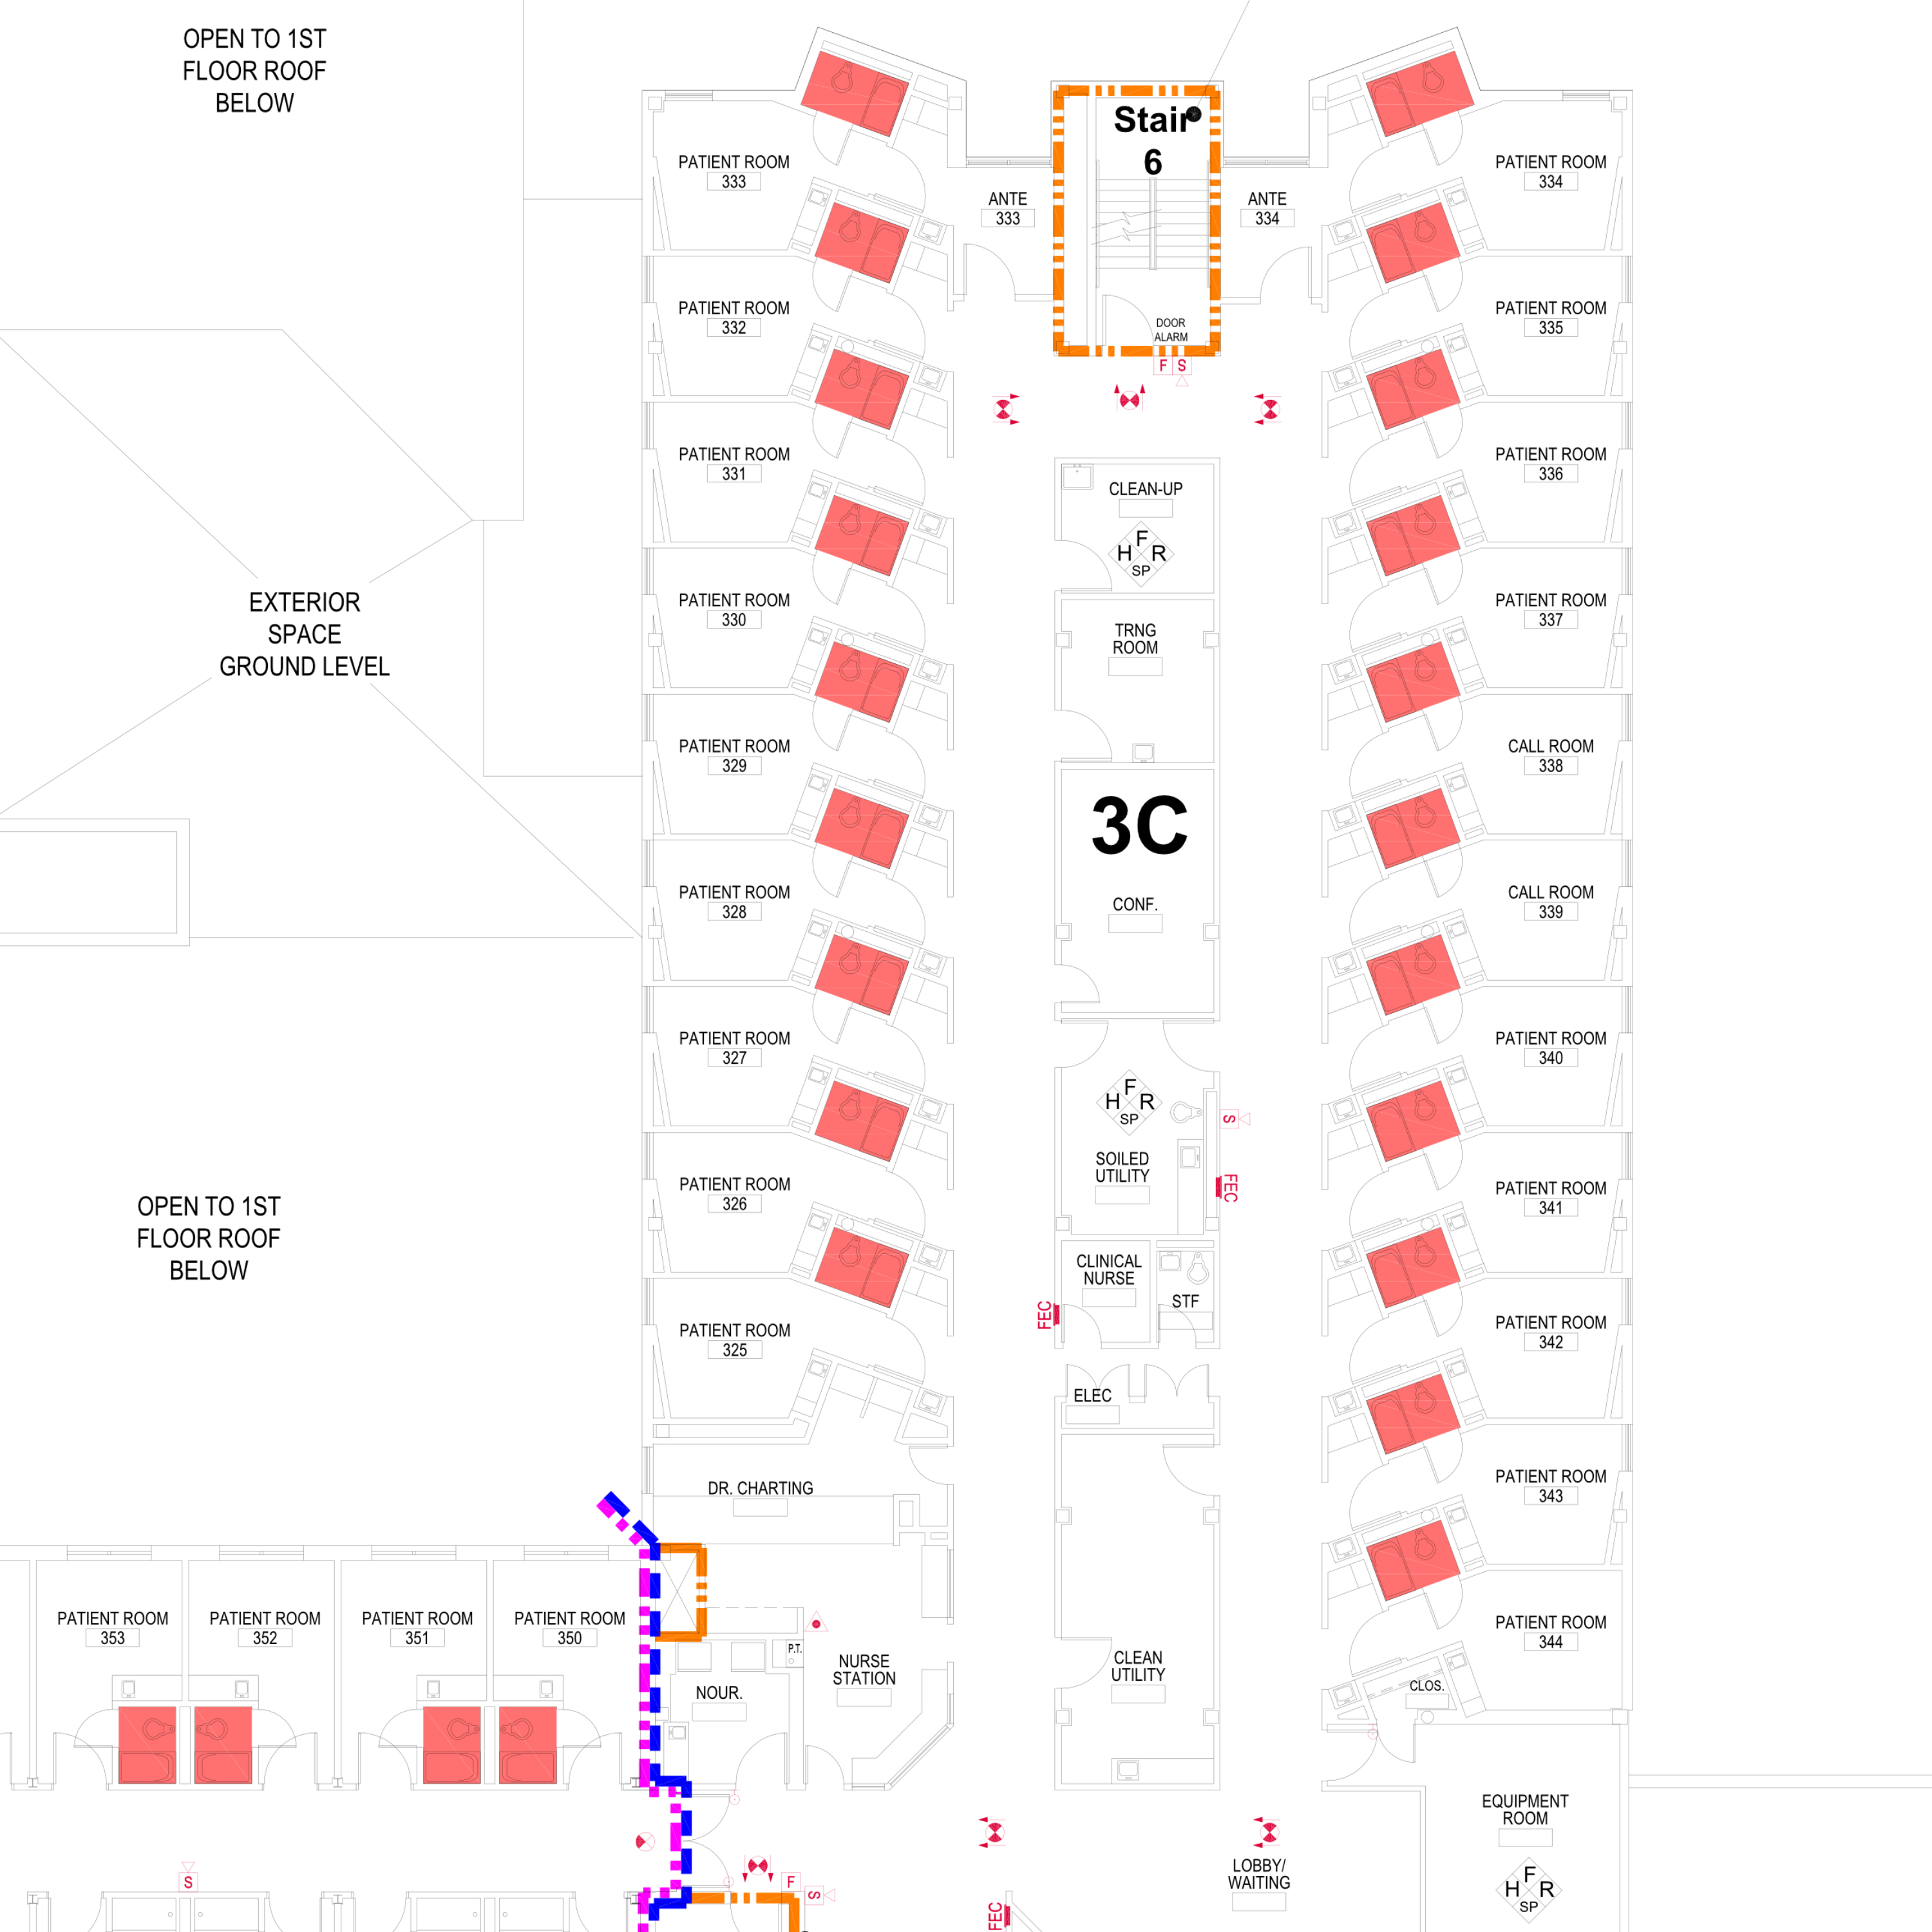 OPEN TO 1ST
FLOOR ROOF
BELOW
Stair
6
PATIENT ROOM
333
ANTE
333
ANTE
334
PATIENT ROOM
334
PATIENT ROOM
332
DOOR
ALARM
F S
PATIENT ROOM
335
PATIENT ROOM
331
CLEAN-UP
F
H R
SP
PATIENT ROOM
336
EXTERIOR
SPACE
GROUND LEVEL
PATIENT ROOM
330
TRNG
ROOM
PATIENT ROOM
337
PATIENT ROOM
329
CALL ROOM
338
3C
PATIENT ROOM
328
CONF.
CALL ROOM
339
PATIENT ROOM
327
PATIENT ROOM
340
F
H R
SP
S
OPEN TO 1ST
FLOOR ROOF
BELOW
PATIENT ROOM
326
SOILED
UTILITY
FEC
PATIENT ROOM
341
CLINICAL
NURSE
STF
FEC
PATIENT ROOM
325
PATIENT ROOM
342
ELEC
DR. CHARTING
PATIENT ROOM
343
PATIENT ROOM
353
PATIENT ROOM
352
PATIENT ROOM
351
PATIENT ROOM
350
P.T.
NURSE
STATION
NOUR.
CLEAN
UTILITY
PATIENT ROOM
344
CLOS.
EQUIPMENT
ROOM
F
H R
SP
S
F
S
FEC
LOBBY/
WAITING